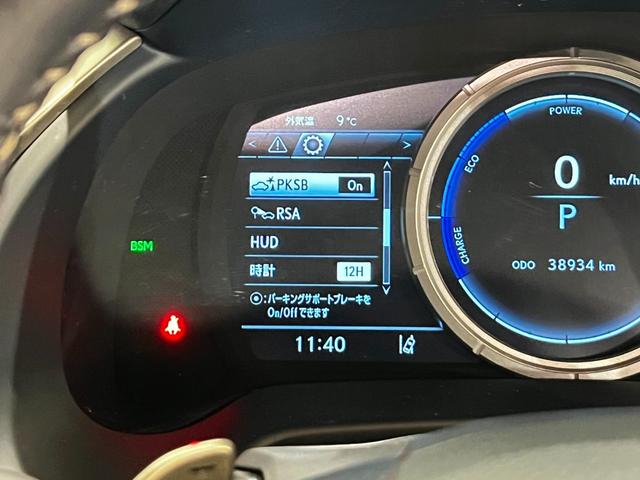 外気温 9℃
PKSB On
RSA
HUD
時計 12H
:パーキングサポートブレーキを
On/Offできます
11:40
BSM
POWER
ECO
CHARGE
0 km/h
P
ODO 38934 km